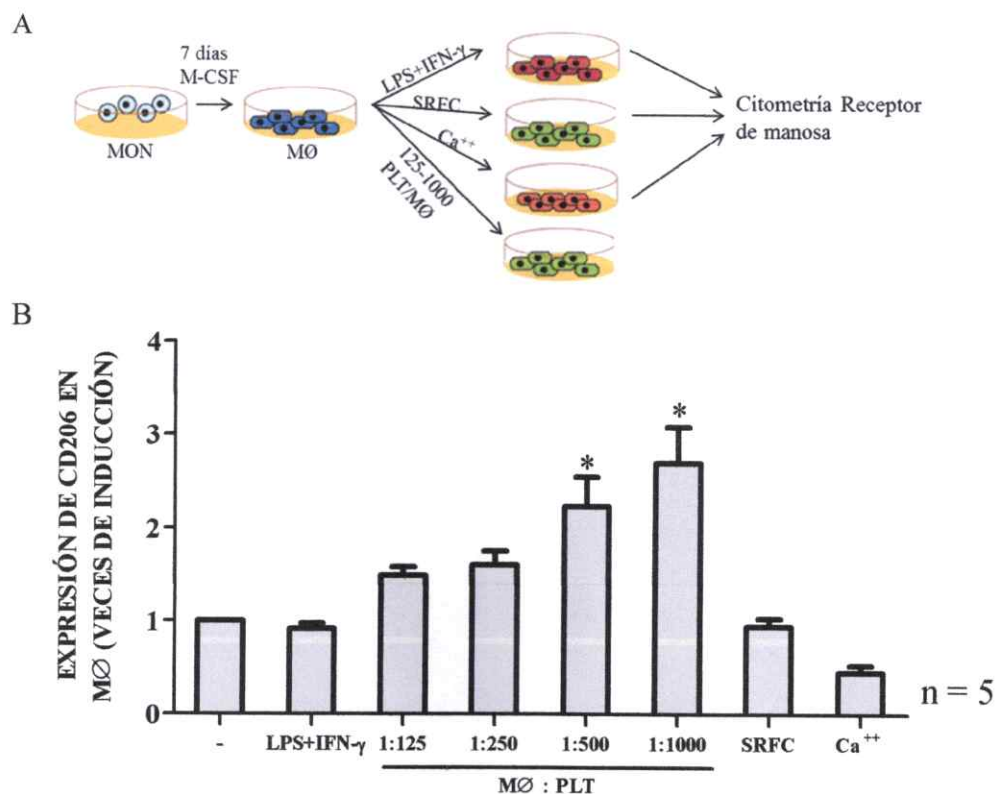 A
7 días
M-CSF
MON
MØ
LPS+IFN-γ
SRFC
Ca⁺⁺
125-1000
PLT/MØ
Citometría Receptor
de manosa
B
EXPRESIÓN DE CD206 EN
MØ (VECES DE INDUCCIÓN)
4
3
2
1
0
*
*
n = 5
-
LPS+IFN-γ
1:125
1:250
1:500
1:1000
SRFC
Ca⁺⁺
MØ : PLT